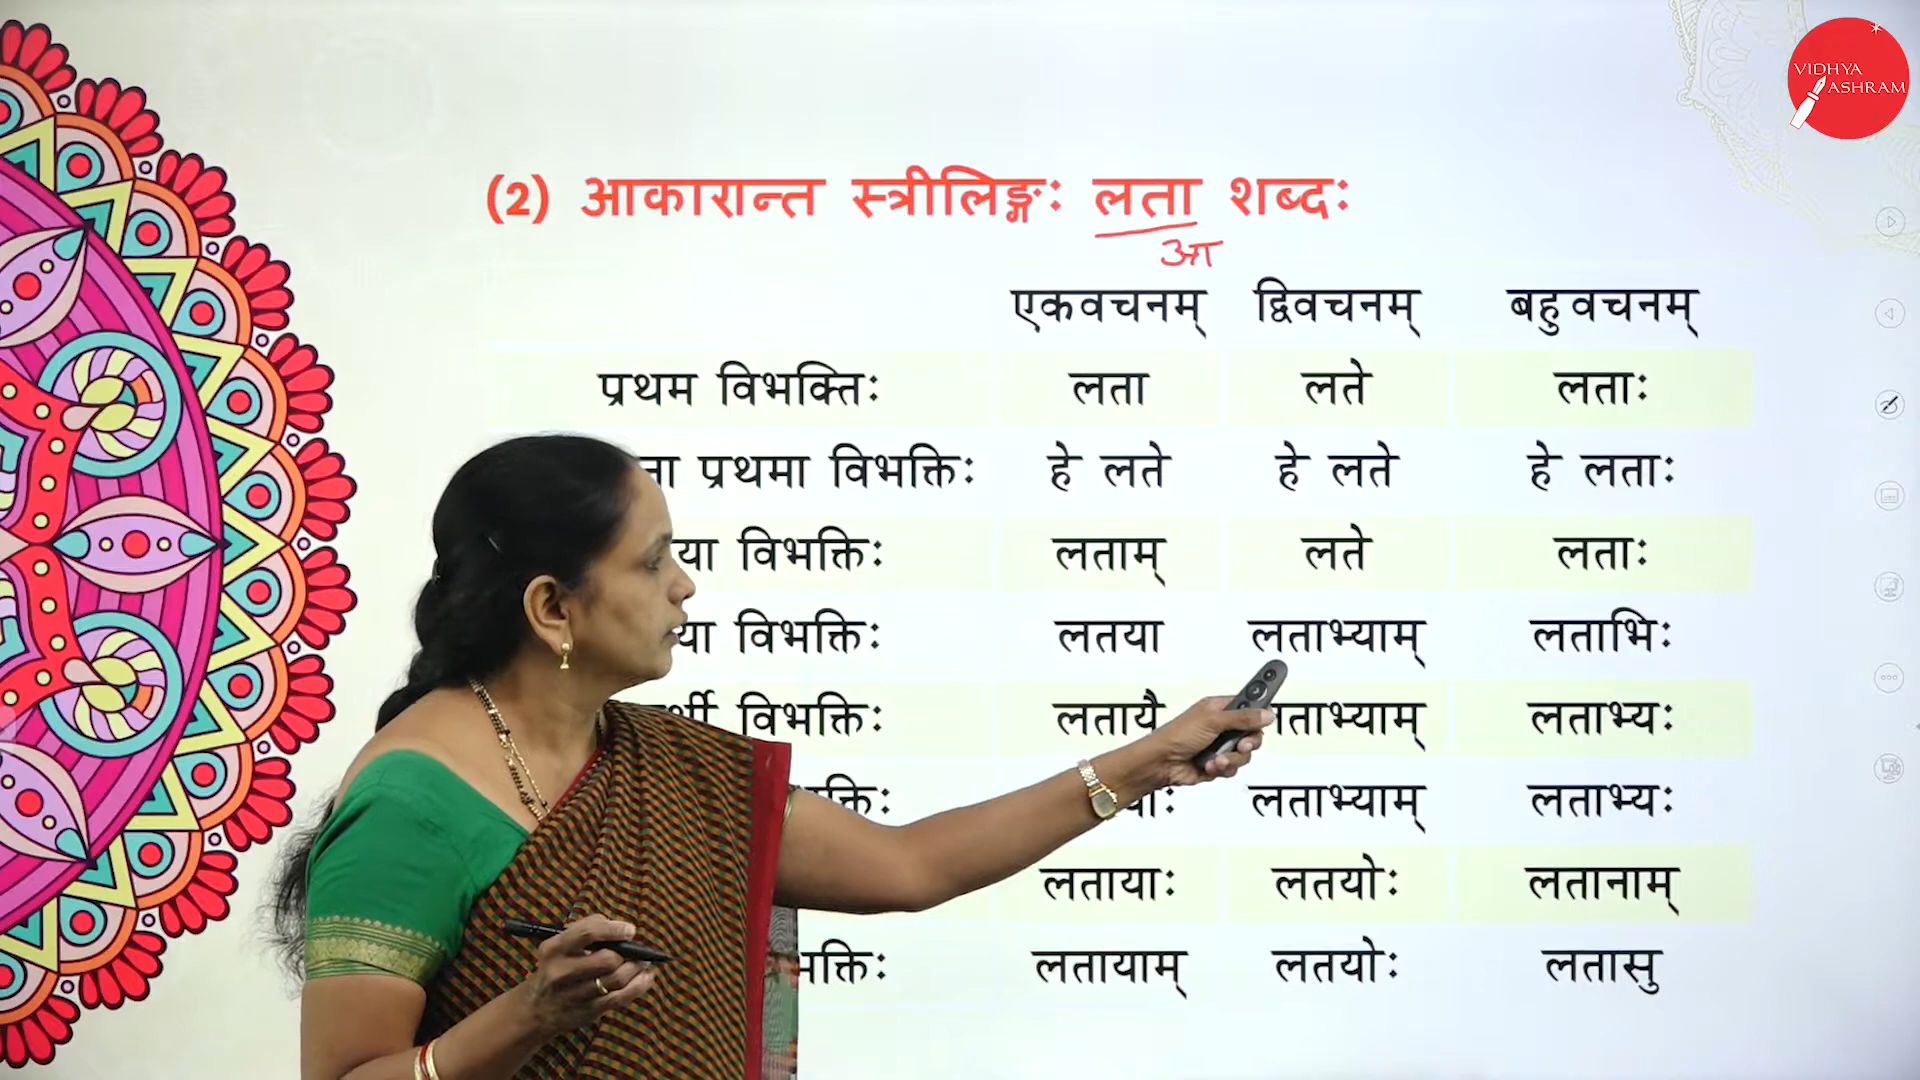 VIDHYA
ASHRAM
(2) आकारान्त स्त्रीलिङ्गः लता शब्दः
आ
एकवचनम् द्विवचनम् बहुवचनम्
प्रथम विभक्तिः लता लते लताः
प्रथमा विभक्तिः हे लते हे लते हे लताः
विभक्तिः लताम् लते लताः
विभक्तिः लतया लताभ्याम् लताभिः
विभक्तिः लतायै लताभ्याम् लताभ्यः
लताभ्याम् लताभ्यः
लतायाः लतयोः लतानाम्
लतायाम् लतयोः लतासु